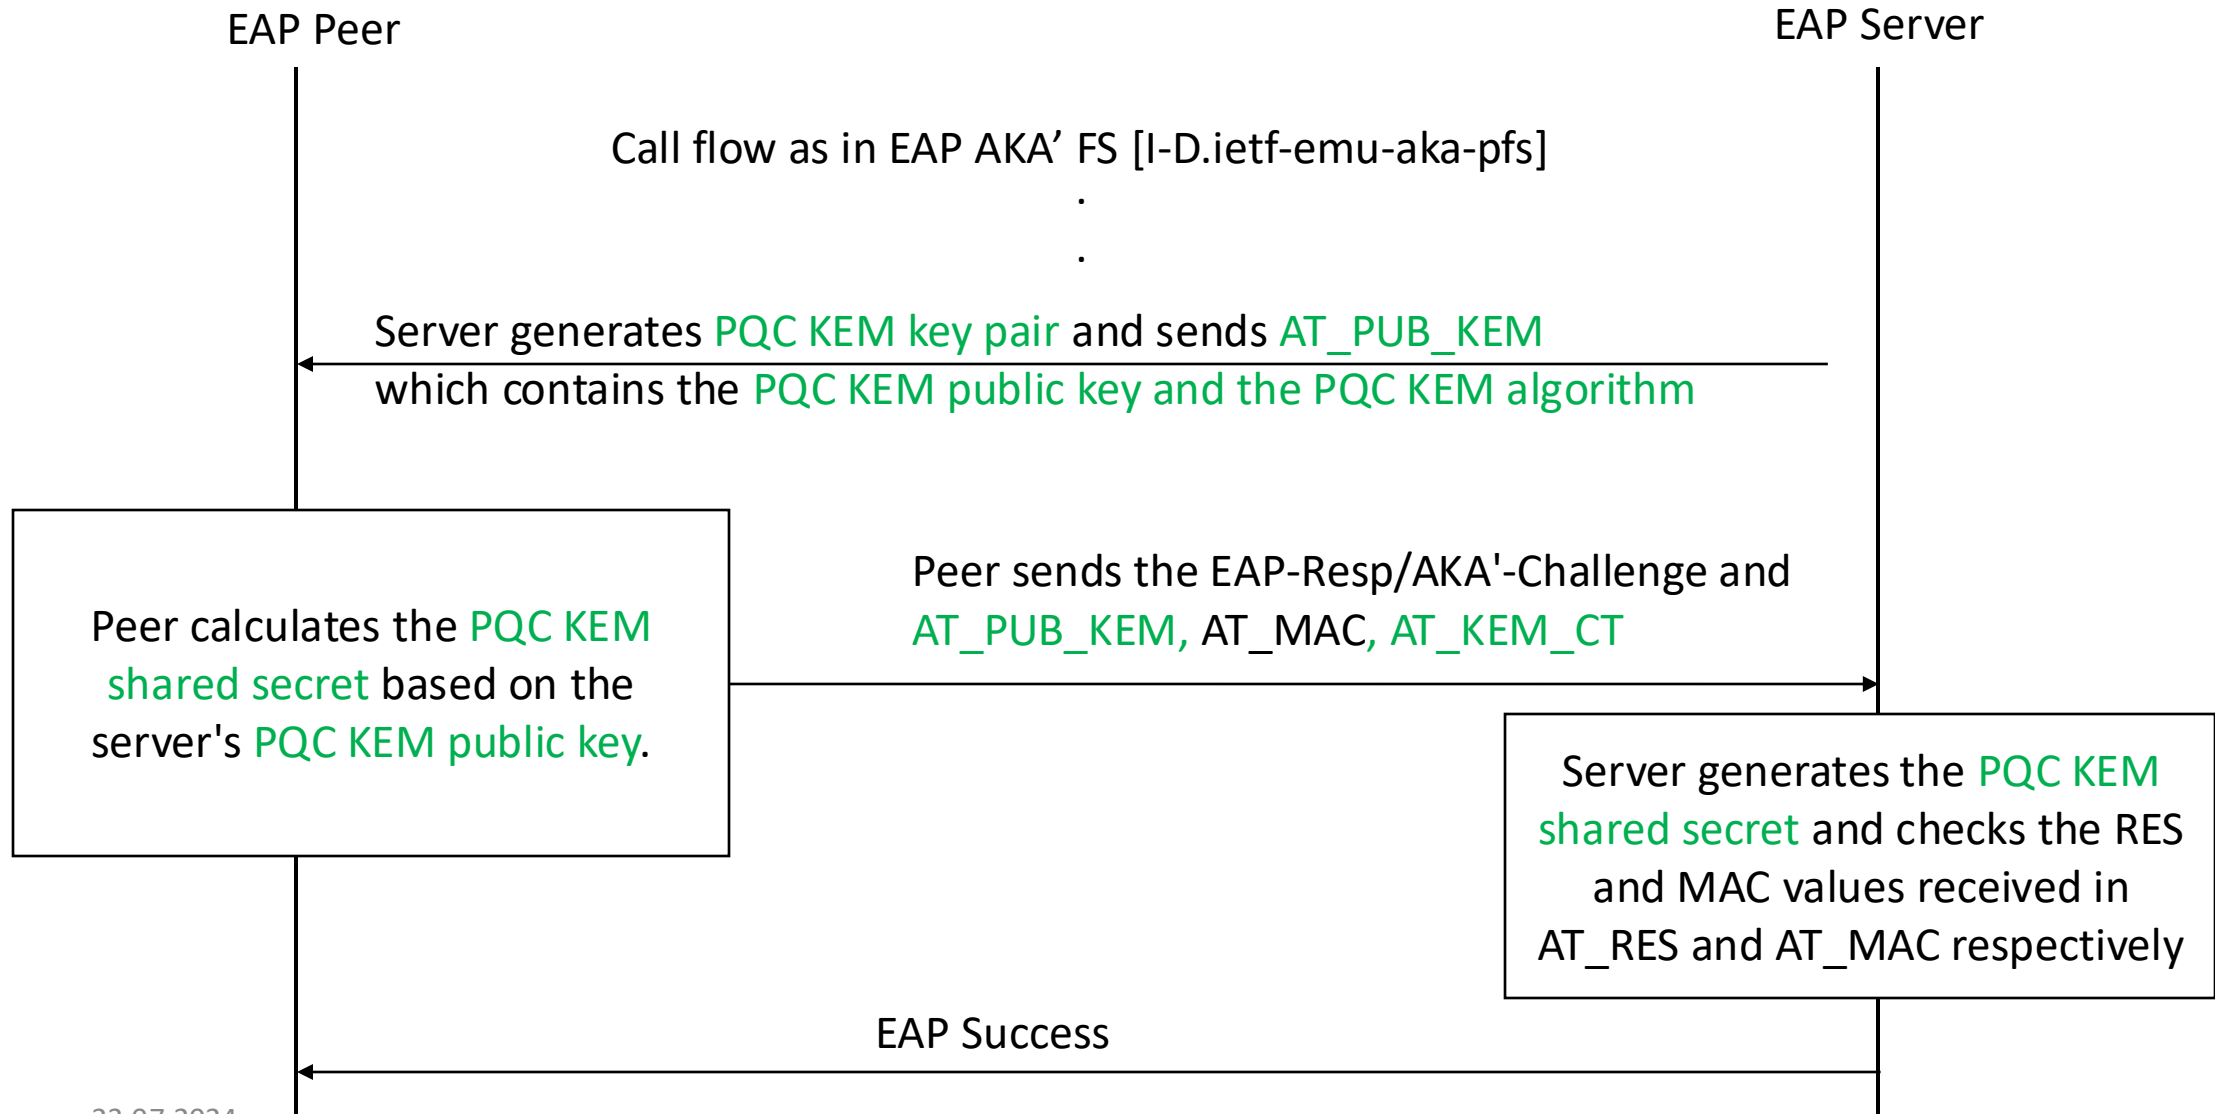 EAP Peer
EAP Server
Call flow as in EAP AKA’ FS [I-D.ietf-emu-aka-pfs]
.
.
Server generates PQC KEM key pair and sends AT_PUB_KEM
which contains the PQC KEM public key and the PQC KEM algorithm
Peer sends the EAP-Resp/AKA'-Challenge and
AT_PUB_KEM, AT_MAC, AT_KEM_CT
Peer calculates the PQC KEM
shared secret based on the
server's PQC KEM public key.
Server generates the PQC KEM
shared secret and checks the RES
and MAC values received in
AT_RES and AT_MAC respectively
EAP Success